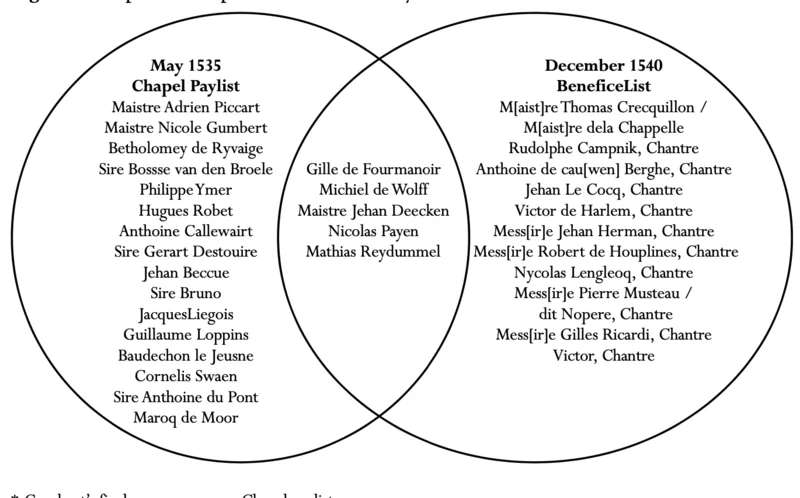 May 1535
Chapel Paylist
Maistre Adrien Piccart
Maistre Nicole Gumbert
Betholomey de Ryvaige
Sire Bossse van den Broele
Philippe Ymer
Hugues Robet
Anthoine Callewairt
Sire Gerart Destouire
Jehan Beccue
Sire Bruno
JacquesLiegois
Guillaume Loppins
Baudechon le Jeusne
Cornelis Swaen
Sire Anthoine du Pont
Maroq de Moor
Gille de Fourmanoir
Michiel de Wolff
Maistre Jehan Deecken
Nicolas Payen
Mathias Reydummel
December 1540
BeneficeList
M[aist]re Thomas Crecquillon /
M[aist]re dela Chappelle
Rudolphe Campnik, Chantre
Anthoine de cau[wen] Berghe, Chantre
Jehan Le Cocq, Chantre
Victor de Harlem, Chantre
Mess[ir]e Jehan Herman, Chantre
Mess[ir]e Robert de Houplines, Chantre
Nycolas Lengleoq, Chantre
Mess[ir]e Pierre Musteau /
dit Nopere, Chantre
Mess[ir]e Gilles Ricardi, Chantre
Victor, Chantre